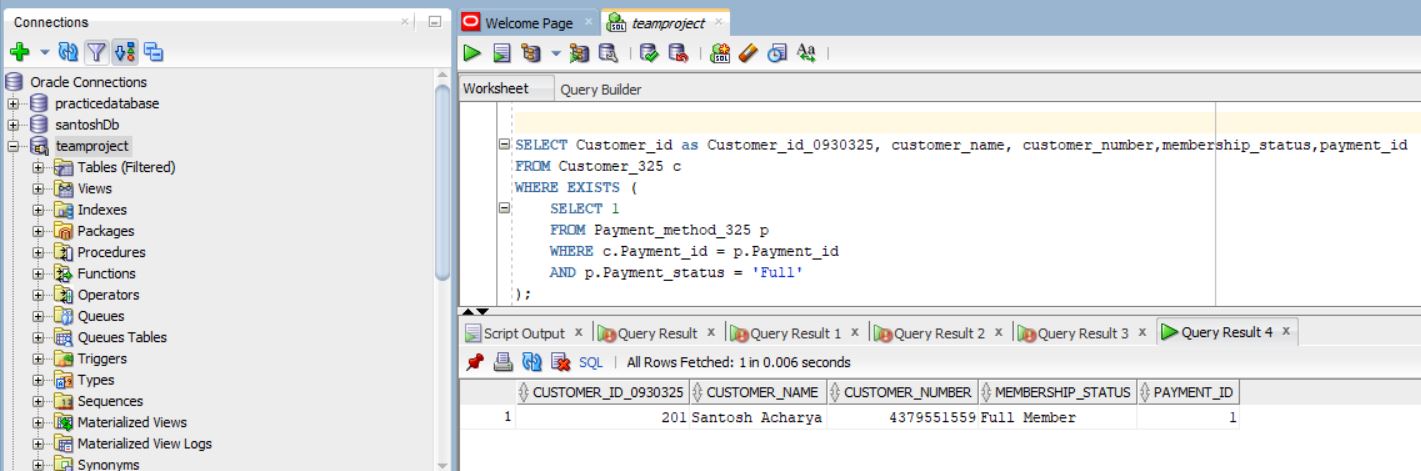 Connections
Oracle Connections
practicedatabase
santoshDb
teamproject
Tables (Filtered)
Views
Indexes
Packages
Procedures
Functions
Operators
Queues
Queues Tables
Triggers
Types
Sequences
Materialized Views
Materialized View Logs
Synonyms
Welcome Page
teamproject
Worksheet Query Builder
SELECT Customer_id as Customer_id_0930325, customer_name, customer_number,membership_status,payment_id
FROM Customer_325 c
WHERE EXISTS (
SELECT 1
FROM Payment_method_325 p
WHERE c.Payment_id = p.Payment_id
AND p.Payment_status = 'Full'
);
Script Output x Query Result x Query Result 1 x Query Result 2 x Query Result 3 x Query Result 4 x
SQL | All Rows Fetched: 1 in 0.006 seconds
CUSTOMER_ID_0930325 CUSTOMER_NAME CUSTOMER_NUMBER MEMBERSHIP_STATUS PAYMENT_ID
1 201 Santosh Acharya 4379551559 Full Member 1